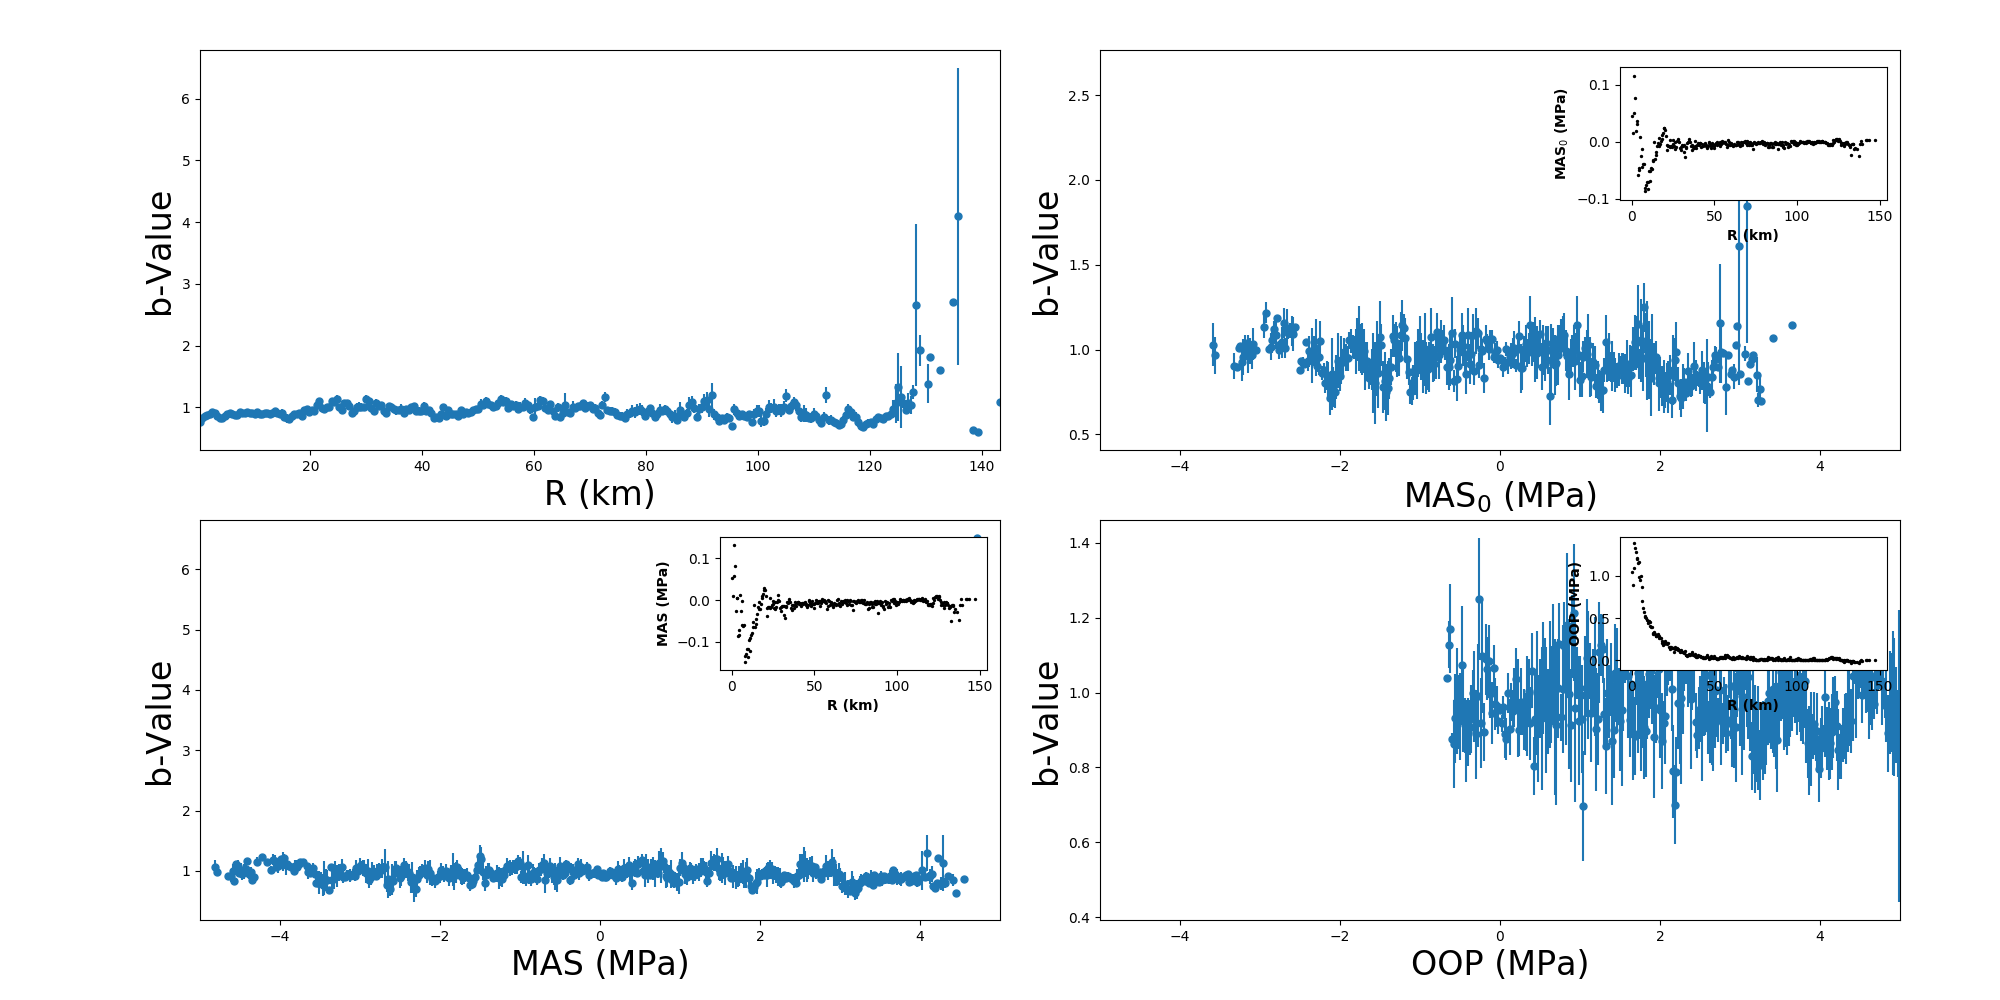 b-Value
6
5
4
3
2
1
20 40 60 80 100 120 140
R (km)
b-Value
2.5
2.0
1.5
1.0
0.5
−4 −2 0 2 4
MAS₀ (MPa)
MAS₀ (MPa)
0.1
0.0
−0.1
0 50 100 150
R (km)
b-Value
6
5
4
3
2
1
−4 −2 0 2 4
MAS (MPa)
MAS (MPa)
0.1
0.0
−0.1
0 50 100 150
R (km)
b-Value
1.4
1.2
1.0
0.8
0.6
0.4
−4 −2 0 2 4
OOP (MPa)
OOP (MPa)
1.0
0.5
0.0
0 50 100 150
R (km)